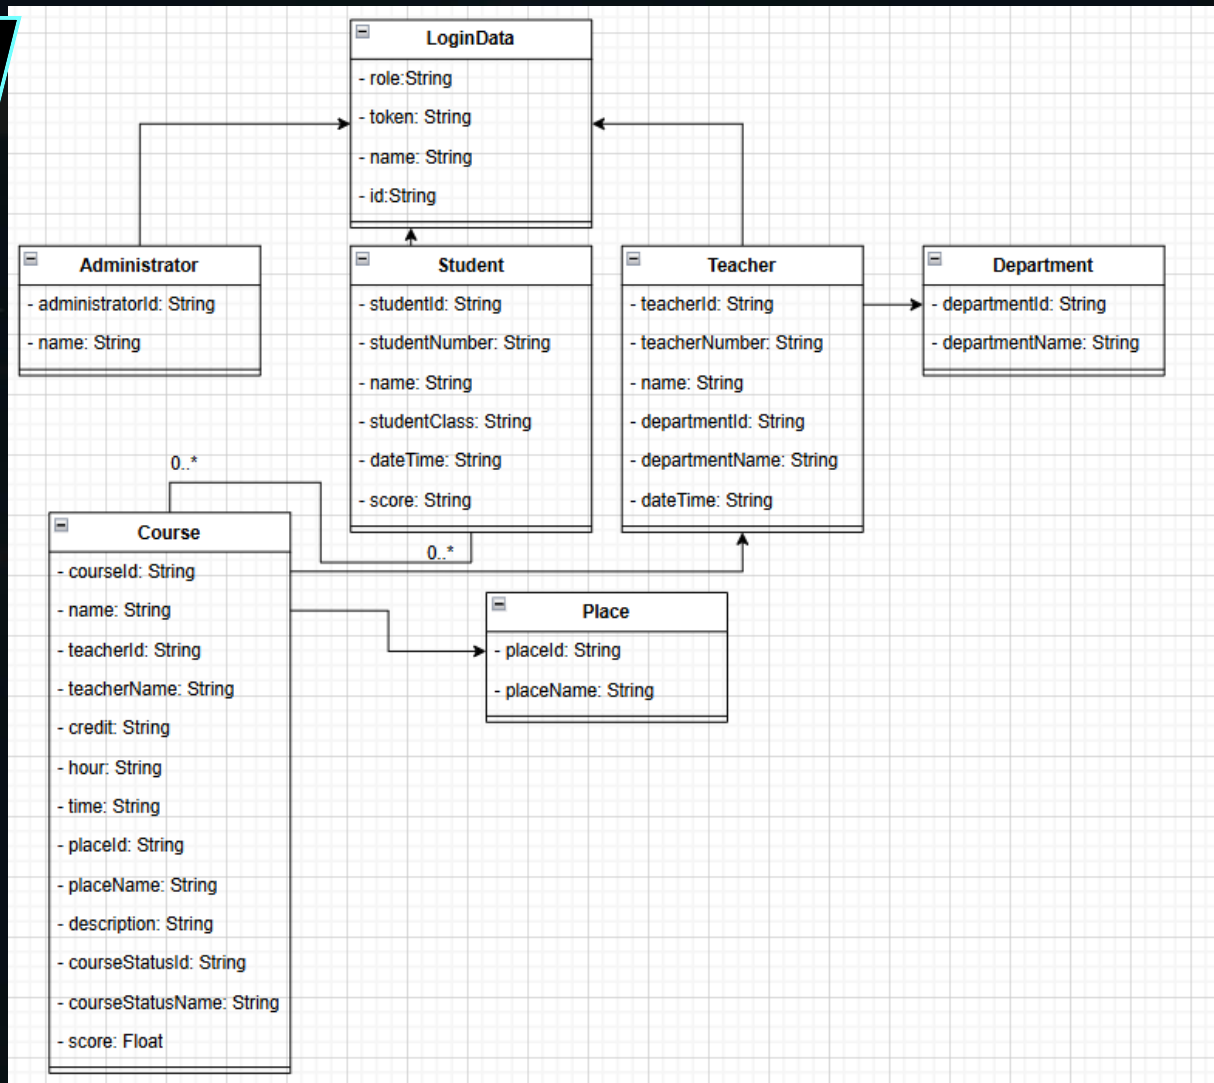 LoginData
- role:String
- token: String
- name: String
- id:String
Administrator
- administratorId: String
- name: String
Student
- studentId: String
- studentNumber: String
- name: String
- studentClass: String
- dateTime: String
- score: String
Teacher
- teacherId: String
- teacherNumber: String
- name: String
- departmentId: String
- departmentName: String
- dateTime: String
Department
- departmentId: String
- departmentName: String
0..*
0..*
Course
- courseId: String
- name: String
- teacherId: String
- teacherName: String
- credit: String
- hour: String
- time: String
- placeId: String
- placeName: String
- description: String
- courseStatusId: String
- courseStatusName: String
- score: Float
Place
- placeId: String
- placeName: String